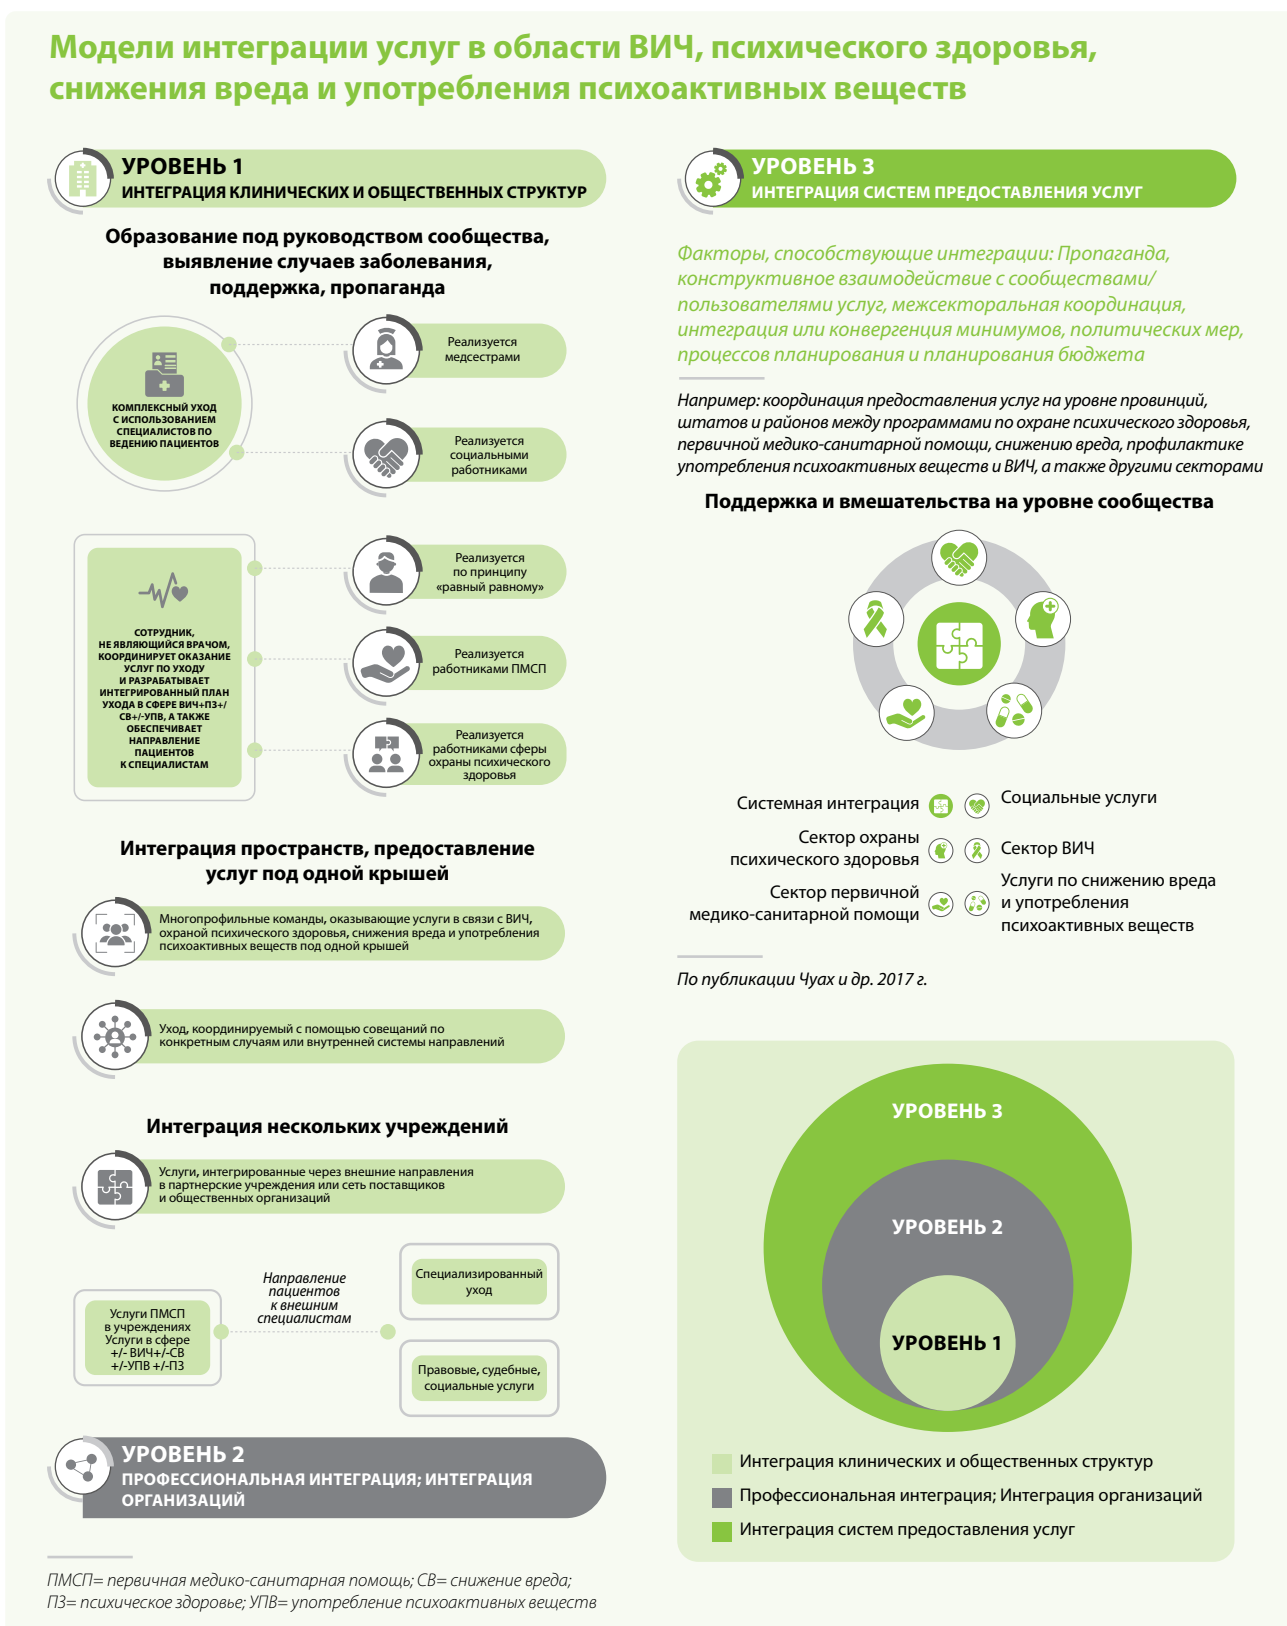 Модели интеграции услуг в области ВИЧ, психического здоровья,
снижения вреда и употребления психоактивных веществ
УРОВЕНЬ 1
ИНТЕГРАЦИЯ КЛИНИЧЕСКИХ И ОБЩЕСТВЕННЫХ СТРУКТУР
Образование под руководством сообщества,
выявление случаев заболевания,
поддержка, пропаганда
КОМПЛЕКСНЫЙ УХОД
С ИСПОЛЬЗОВАНИЕМ
СПЕЦИАЛИСТОВ ПО
ВЕДЕНИЮ ПАЦИЕНТОВ
Реализуется
медсестрами
Реализуется
социальными
работниками
СОТРУДНИК,
НЕ ЯВЛЯЮЩИЙСЯ ВРАЧОМ,
КООРДИНИРУЕТ ОКАЗАНИЕ
УСЛУГ ПО УХОДУ
И РАЗРАБАТЫВАЕТ
ИНТЕГРИРОВАННЫЙ ПЛАН
УХОДА В СФЕРЕ ВИЧ+ПЗ+/
СВ+/-УПВ, А ТАКЖЕ
ОБЕСПЕЧИВАЕТ
НАПРАВЛЕНИЕ
ПАЦИЕНТОВ
К СПЕЦИАЛИСТАМ
Реализуется
по принципу
«равный равному»
Реализуется
работниками ПМСП
Реализуется
работниками сферы
охраны психического
здоровья
Интеграция пространств, предоставление
услуг под одной крышей
Многопрофильные команды, оказывающие услуги в связи с ВИЧ,
охраной психического здоровья, снижения вреда и употребления
психоактивных веществ под одной крышей
Уход, координируемый с помощью совещаний по
конкретным случаям или внутренней системы направлений
Интеграция нескольких учреждений
Услуги, интегрированные через внешние направления
в партнерские учреждения или сеть поставщиков
и общественных организаций
Услуги ПМСП
в учреждениях
Услуги в сфере
+/- ВИЧ+/-СВ
+/-УПВ +/-ПЗ
Направление
пациентов
к внешним
специалистам
Специализированный
уход
Правовые, судебные,
социальные услуги
УРОВЕНЬ 2
ПРОФЕССИОНАЛЬНАЯ ИНТЕГРАЦИЯ; ИНТЕГРАЦИЯ
ОРГАНИЗАЦИЙ
ПМСП= первичная медико-санитарная помощь; СВ= снижение вреда;
ПЗ= психическое здоровье; УПВ= употребление психоактивных веществ
УРОВЕНЬ 3
ИНТЕГРАЦИЯ СИСТЕМ ПРЕДОСТАВЛЕНИЯ УСЛУГ
Факторы, способствующие интеграции: Пропаганда,
конструктивное взаимодействие с сообществами/
пользователями услуг, межсекторальная координация,
интеграция или конвергенция минимумов, политических мер,
процессов планирования и планирования бюджета
Например: координация предоставления услуг на уровне провинций,
штатов и районов между программами по охране психического здоровья,
первичной медико-санитарной помощи, снижению вреда, профилактике
употребления психоактивных веществ и ВИЧ, а также другими секторами
Поддержка и вмешательства на уровне сообщества
Системная интеграция
Социальные услуги
Сектор охраны
психического здоровья
Сектор ВИЧ
Сектор первичной
медико-санитарной помощи
Услуги по снижению вреда
и употребления
психоактивных веществ
По публикации Чуах и др. 2017 г.
УРОВЕНЬ 3
УРОВЕНЬ 2
УРОВЕНЬ 1
Интеграция клинических и общественных структур
Профессиональная интеграция; Интеграция организаций
Интеграция систем предоставления услуг